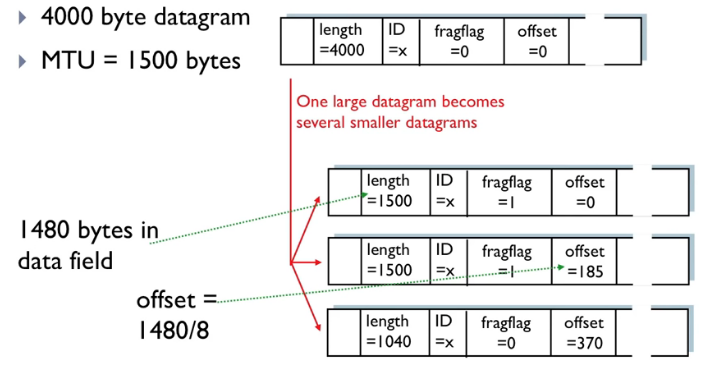 4000 byte datagram
MTU = 1500 bytes
length ID fragflag offset
=4000 =x =0 =0
One large datagram becomes
several smaller datagrams
length ID fragflag offset
=1500 =x =1 =0
1480 bytes in
data field
length ID fragflag offset
=1500 =x =1 =185
offset =
1480/8
length ID fragflag offset
=1040 =x =0 =370